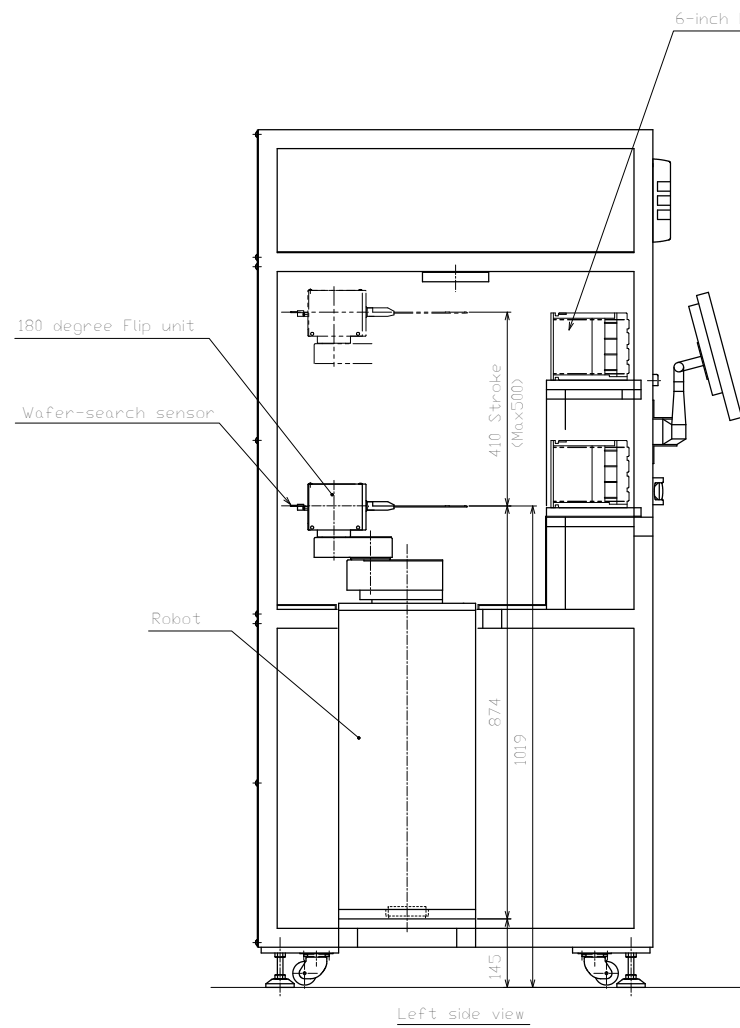 6-inch
180 degree Flip unit
410 Stroke
(Max500)
Wafer-search sensor
Robot
874
1019
145
Left side view